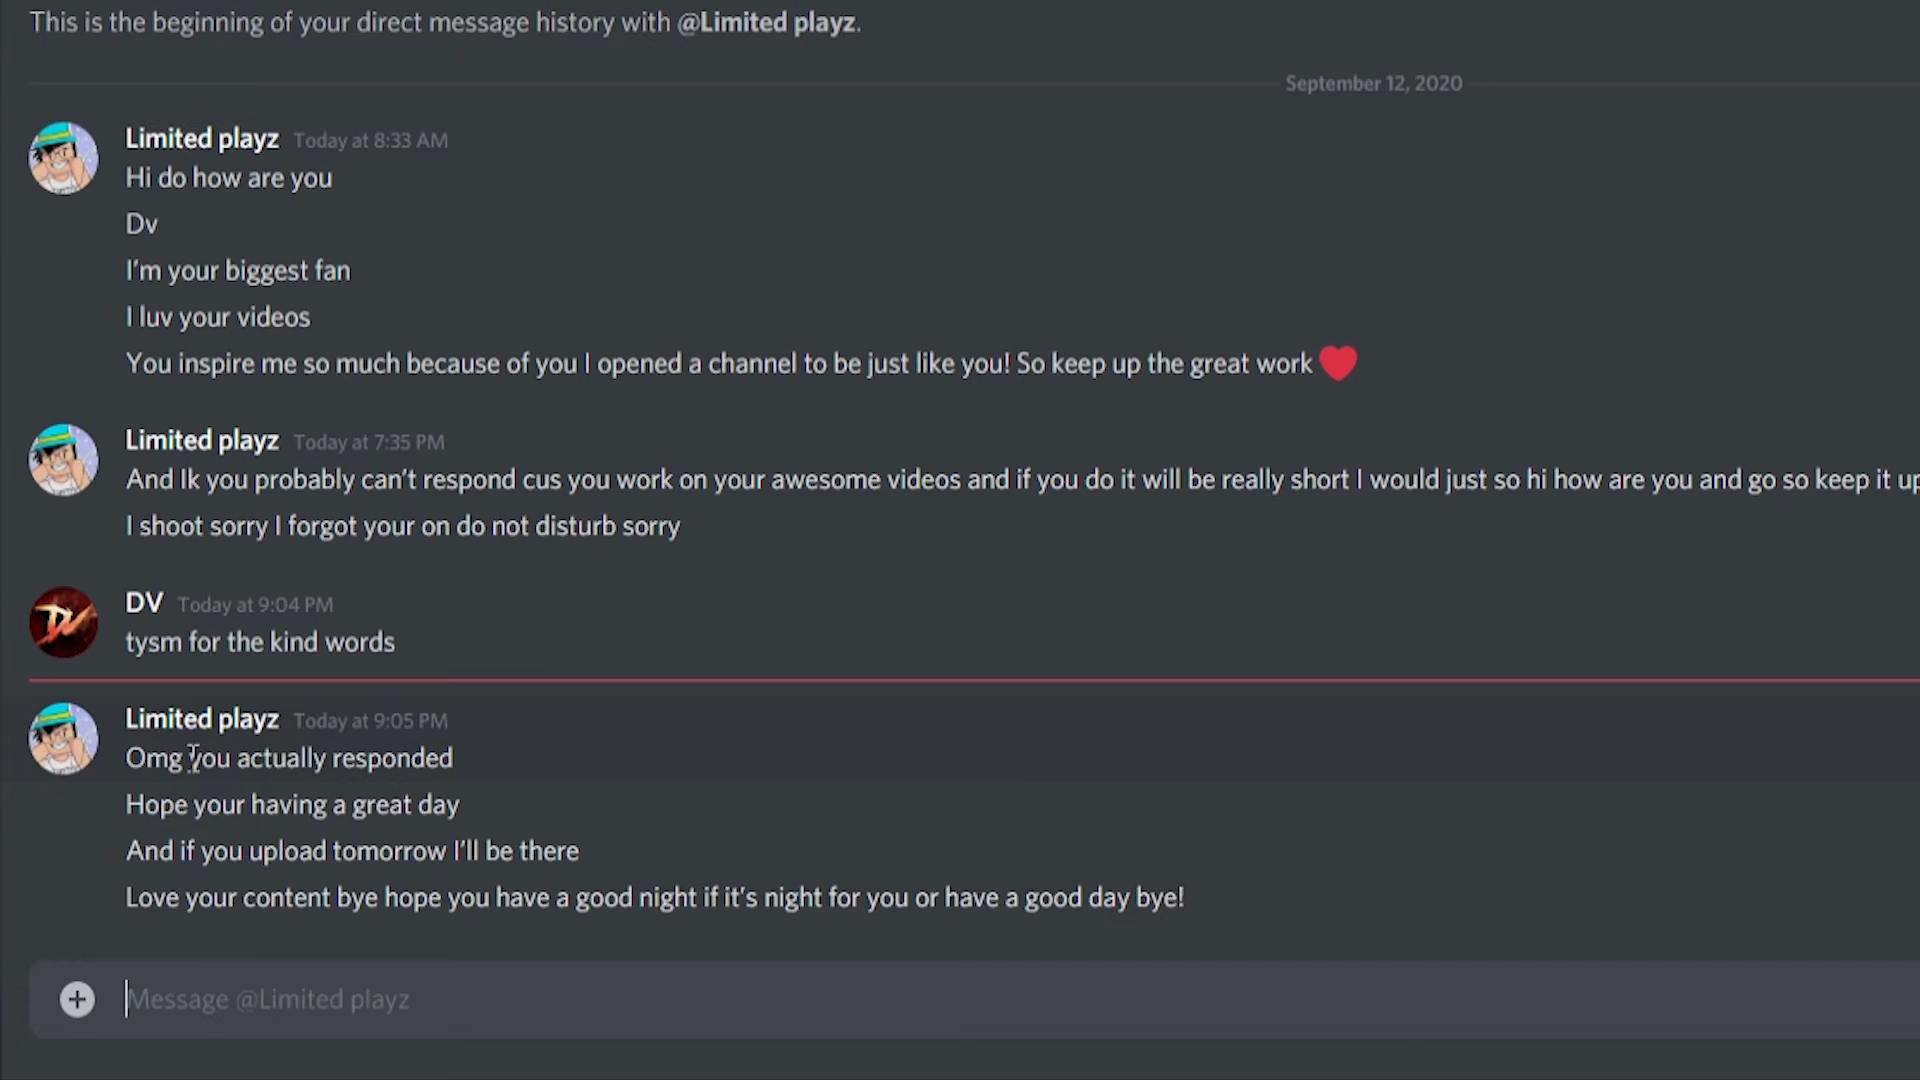 This is the beginning of your direct message history with @Limited playz.
September 12, 2020
Limited playz Today at 8:33 AM
Hi do how are you
Dv
I'm your biggest fan
I luv your videos
You inspire me so much because of you I opened a channel to be just like you! So keep up the great work ❤️
Limited playz Today at 7:35 PM
And Ik you probably can't respond cus you work on your awesome videos and if you do it will be really short I would just so hi how are you and go so keep it up
I shoot sorry I forgot your on do not disturb sorry
DV Today at 9:04 PM
tysm for the kind words
Limited playz Today at 9:05 PM
Omg you actually responded
Hope your having a great day
And if you upload tomorrow I'll be there
Love your content bye hope you have a good night if it's night for you or have a good day bye!
Message @Limited playz